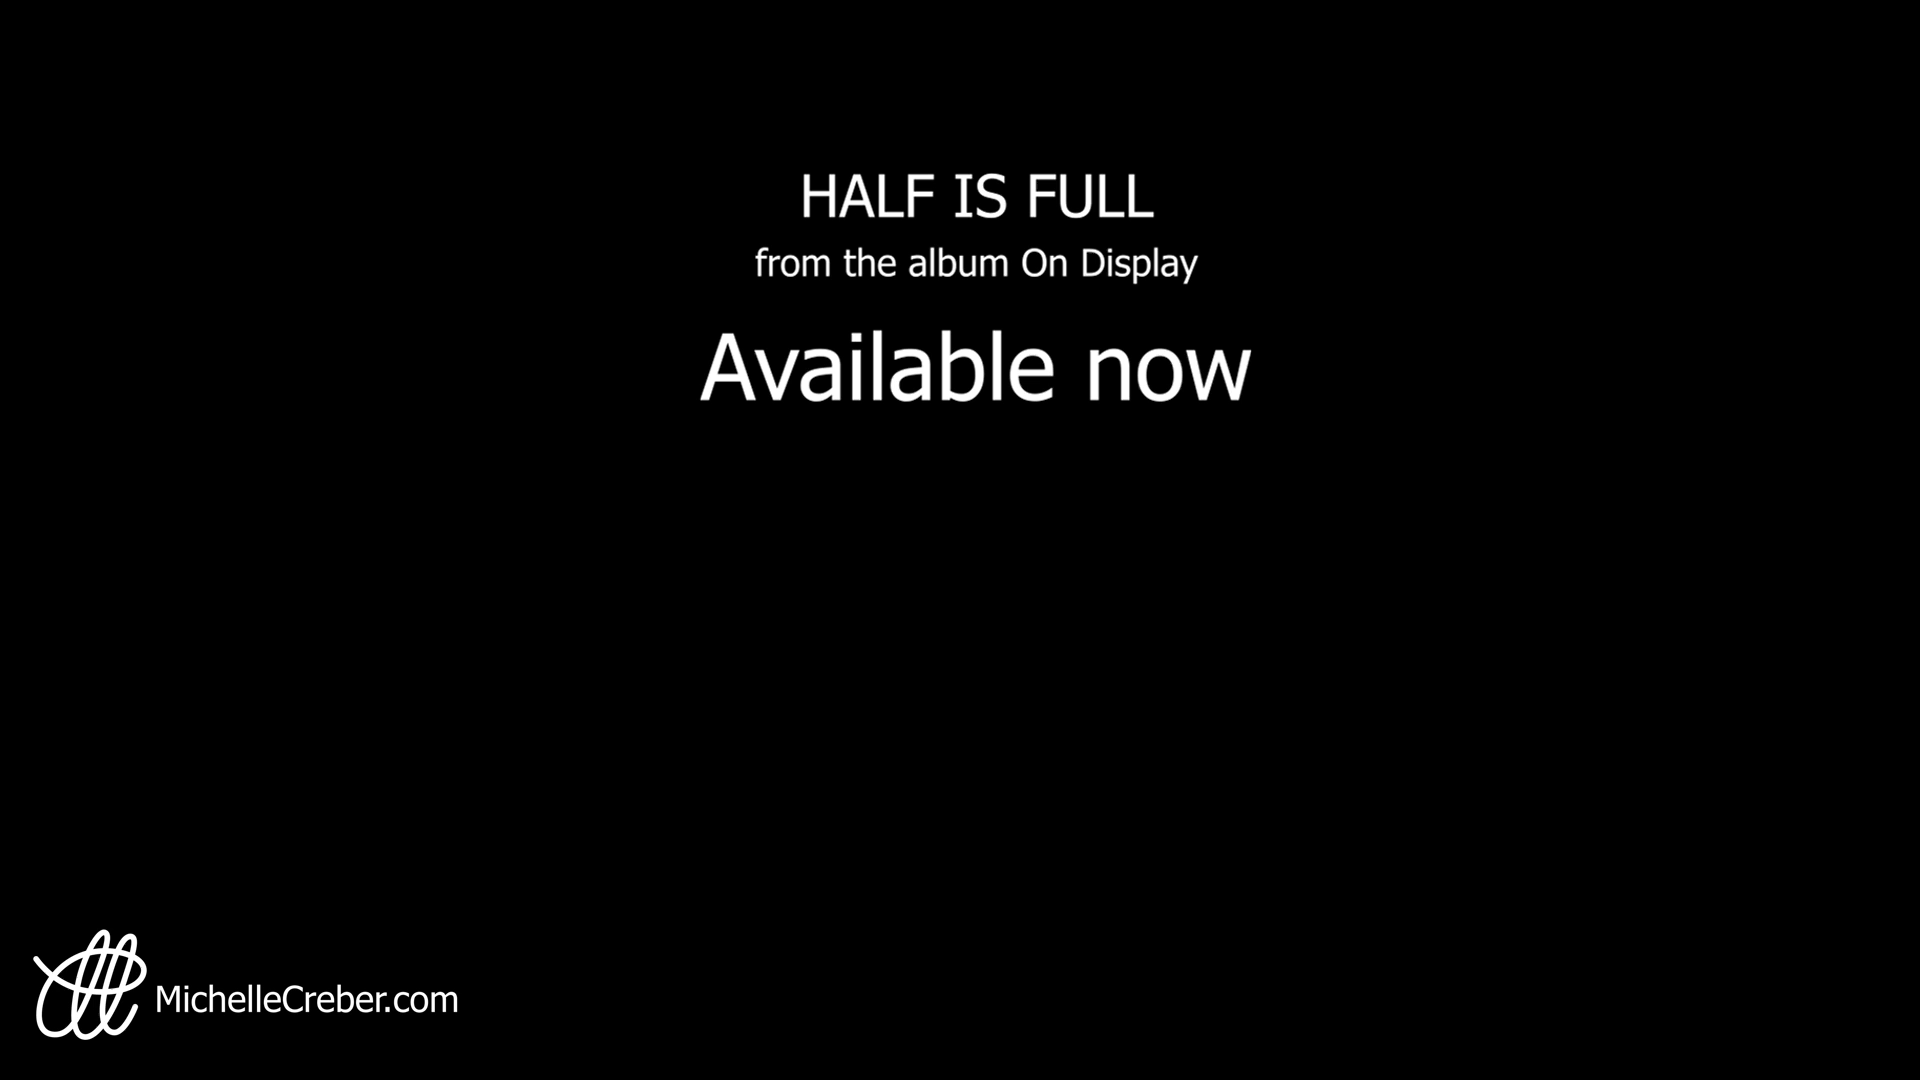 HALF IS FULL
from the album On Display
Available now
MichelleCreber.com